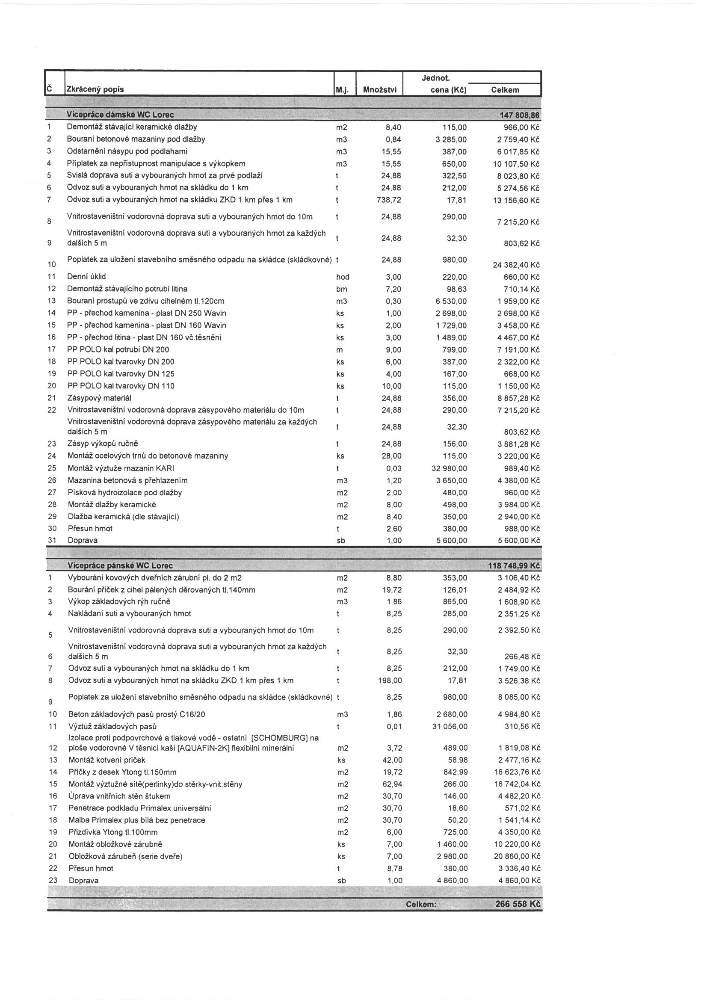 Č Zkrácený popis M.j. Množství Jednot. cena (Kč) Celkem
Vícepráce dámské WC Lorec 147 808,86
1 Demontáž stávající keramické dlažby m2 8,40 115,00 966,00 Kč
2 Bouraní betonové mazaniny pod dlažby m3 0,84 3 285,00 2 759,40 Kč
3 Odstarnění násypu pod podlahami m3 15,55 387,00 6 017,85 Kč
4 Příplatek za nepřístupnost manipulace s výkopkem m3 15,55 650,00 10 107,50 Kč
5 Svislá doprava suti a vybouraných hmot za prvé podlaží t 24,88 322,50 8 023,80 Kč
6 Odvoz suti a vybouraných hmot na skládku do 1 km t 24,88 212,00 5 274,56 Kč
7 Odvoz suti a vybouraných hmot na skládku ZKD 1 km přes 1 km t 738,72 17,81 13 156,60 Kč
8 Vnitrostaveništní vodorovná doprava suti a vybouraných hmot do 10m t 24,88 290,00 7 215,20 Kč
Vnitrostaveništní vodorovná doprava suti a vybouraných hmot za každých
9 dalších 5 m t 24,88 32,30 803,62 Kč
10 Poplatek za uložení stavebního směsného odpadu na skládce (skládkovné) t 24,88 980,00 24 382,40 Kč
11 Denní úklid hod 3,00 220,00 660,00 Kč
12 Demontáž stávajícího potrubí litina bm 7,20 98,63 710,14 Kč
13 Bouraní prostupů ve zdivu cihelném tl.120cm m3 0,30 6 530,00 1 959,00 Kč
14 PP - přechod kamenina - plast DN 250 Wavin ks 1,00 2 698,00 2 698,00 Kč
15 PP - přechod kamenina - plast DN 160 Wavin ks 2,00 1 729,00 3 458,00 Kč
16 PP - přechod litina - plast DN 160 vč.těsnění ks 3,00 1 489,00 4 467,00 Kč
17 PP POLO kal potrubí DN 200 m 9,00 799,00 7 191,00 Kč
18 PP POLO kal tvarovky DN 200 ks 6,00 387,00 2 322,00 Kč
19 PP POLO kal tvarovky DN 125 ks 4,00 167,00 668,00 Kč
20 PP POLO kal tvarovky DN 110 ks 10,00 115,00 1 150,00 Kč
21 Zásypový materiál t 24,88 356,00 8 857,28 Kč
22 Vnitrostaveništní vodorovná doprava zásypového materiálu do 10m t 24,88 290,00 7 215,20 Kč
Vnitrostaveništní vodorovná doprava zásypového materiálu za každých
dalších 5 m t 24,88 32,30 803,62 Kč
23 Zásyp výkopů ručně t 24,88 156,00 3 881,28 Kč
24 Montáž ocelových trnů do betonové mazaniny ks 28,00 115,00 3 220,00 Kč
25 Montáž výztuže mazanin KARI t 0,03 32 980,00 989,40 Kč
26 Mazanina betonová s přehlazením m3 1,20 3 650,00 4 380,00 Kč
27 Písková hydroizolace pod dlažby m2 2,00 480,00 960,00 Kč
28 Montáž dlažby keramické m2 8,00 498,00 3 984,00 Kč
29 Dlažba keramická (dle stávající) m2 8,40 350,00 2 940,00 Kč
30 Přesun hmot t 2,60 380,00 988,00 Kč
31 Doprava sb 1,00 5 600,00 5 600,00 Kč
Vícepráce pánské WC Lorec 118 748,99 Kč
1 Vybourání kovových dveřních zárubní pl. do 2 m2 m2 8,80 353,00 3 106,40 Kč
2 Bourání příček z cihel pálených děrovaných tl.140mm m2 19,72 126,01 2 484,92 Kč
3 Výkop základových rýh ručně m3 1,86 865,00 1 608,90 Kč
4 Nakládaní suti a vybouraných hmot t 8,25 285,00 2 351,25 Kč
5 Vnitrostaveništní vodorovná doprava suti a vybouraných hmot do 10m t 8,25 290,00 2 392,50 Kč
Vnitrostaveništní vodorovná doprava suti a vybouraných hmot za každých
6 dalších 5 m t 8,25 32,30 266,48 Kč
7 Odvoz suti a vybouraných hmot na skládku do 1 km t 8,25 212,00 1 749,00 Kč
8 Odvoz suti a vybouraných hmot na skládku ZKD 1 km přes 1 km t 198,00 17,81 3 526,38 Kč
9 Poplatek za uložení stavebního směsného odpadu na skládce (skládkovné) t 8,25 980,00 8 085,00 Kč
10 Beton základových pasů prostý C16/20 m3 1,86 2 680,00 4 984,80 Kč
11 Výztuž základových pasů t 0,01 31 056,00 310,56 Kč
Izolace proti podpovrchové a tlakové vodě - ostatní [SCHOMBURG] na
12 ploše vodorovné V těsnicí kaší [AQUAFIN-2K] flexibilní minerální m2 3,72 489,00 1 819,08 Kč
13 Montáž kotvení príček ks 42,00 58,98 2 477,16 Kč
14 Příčky z desek Ytong tl.150mm m2 19,72 842,99 16 623,76 Kč
15 Montáž výztužné sítě(perlinky)do stěrky-vnit.stěny m2 62,94 266,00 16 742,04 Kč
16 Úprava vnitřních stěn štukem m2 30,70 146,00 4 482,20 Kč
17 Penetrace podkladu Primalex universální m2 30,70 18,60 571,02 Kč
18 Malba Primalex plus bílá bez penetrace m2 30,70 50,20 1 541,14 Kč
19 Přizdívka Ytong tl.100mm m2 6,00 725,00 4 350,00 Kč
20 Montáž obložkové zárubně ks 7,00 1 460,00 10 220,00 Kč
21 Obložková zárubeň (serie dveře) ks 7,00 2 980,00 20 860,00 Kč
22 Přesun hmot t 8,78 380,00 3 336,40 Kč
23 Doprava sb 1,00 4 860,00 4 860,00 Kč
Celkem: 266 558 Kč